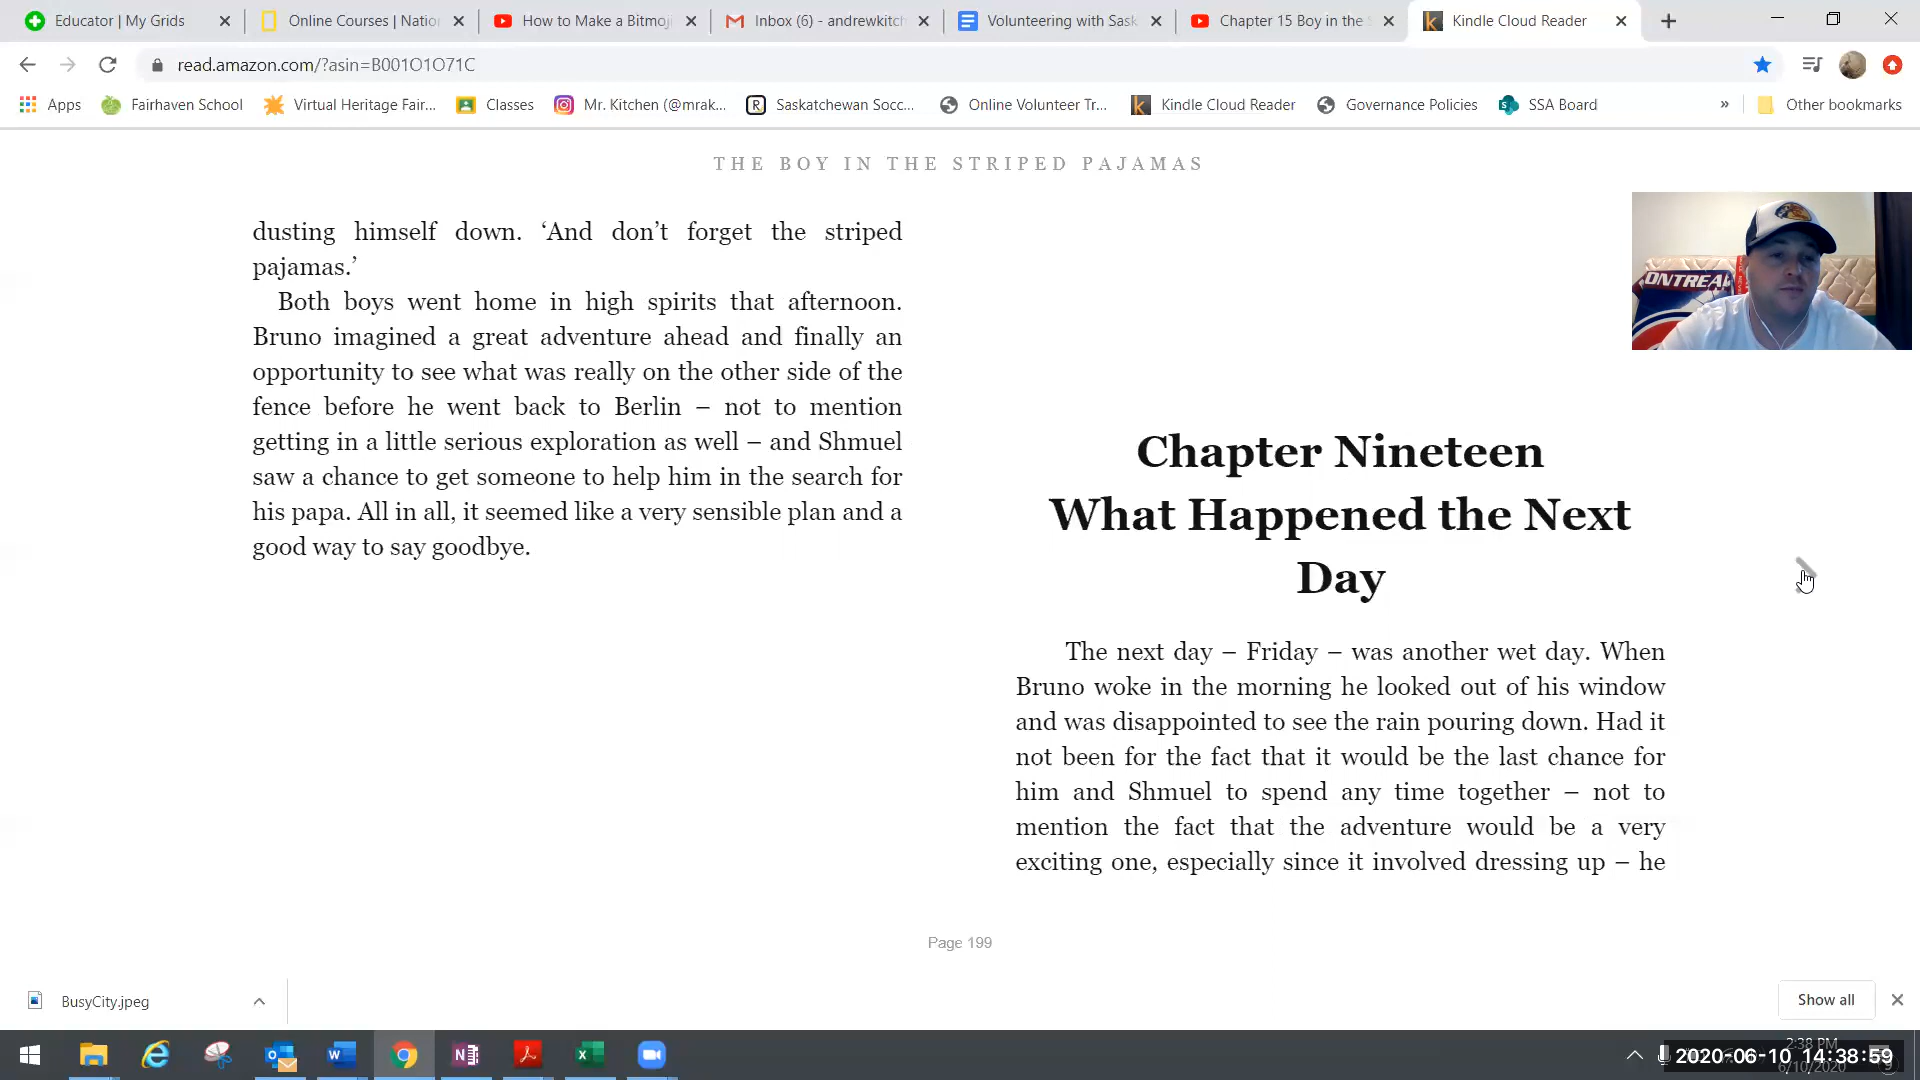 Educator | My Grids
Online Courses | Natio
How to Make a Bitmoji
Inbox (6) - andrewkitch
Volunteering with Sask
Chapter 15 Boy in the
Kindle Cloud Reader
read.amazon.com/?asin=B001O1O71C
Apps
Fairhaven School
Virtual Heritage Fair...
Classes
Mr. Kitchen (@mrak...
Saskatchewan Socc...
Online Volunteer Tr...
Kindle Cloud Reader
Governance Policies
SSA Board
»
Other bookmarks
THE BOY IN THE STRIPED PAJAMAS
dusting himself down. ‘And don’t forget the striped
pajamas.’
Both boys went home in high spirits that afternoon.
Bruno imagined a great adventure ahead and finally an
opportunity to see what was really on the other side of the
fence before he went back to Berlin – not to mention
getting in a little serious exploration as well – and Shmuel
saw a chance to get someone to help him in the search for
his papa. All in all, it seemed like a very sensible plan and a
good way to say goodbye.
ONTREAL
Chapter Nineteen
What Happened the Next
Day
The next day – Friday – was another wet day. When
Bruno woke in the morning he looked out of his window
and was disappointed to see the rain pouring down. Had it
not been for the fact that it would be the last chance for
him and Shmuel to spend any time together – not to
mention the fact that the adventure would be a very
exciting one, especially since it involved dressing up – he
Page 199
BusyCity.jpeg
Show all
2:38 PM
2020-06-10 14:38:59
6/10/2020